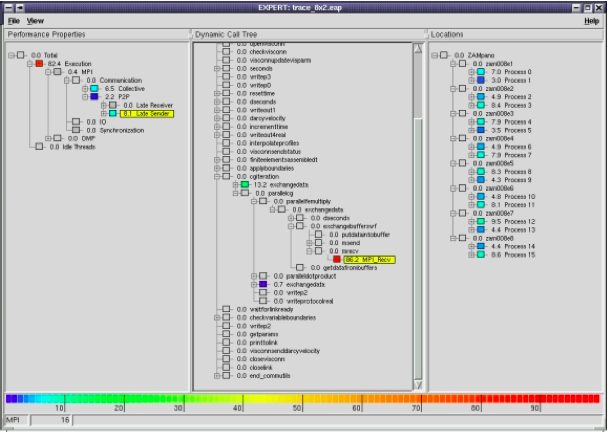 EXPERT: trace_8x2.eap
File View Help
Performance Properties
0.0 Total
82.4 Execution
0.4 MPI
0.0 Communication
6.5 Collective
2.2 P2P
0.0 Late Receiver
8.1 Late Sender
0.0 IO
0.0 Synchronization
0.0 OMP
0.0 Idle Threads
Dynamic Call Tree
0.0 openvisconn
0.0 checkvisconn
0.0 visconnupdatevisparm
0.0 seconds
0.0 writep3
0.0 writep0
0.0 resettime
0.0 dseconds
0.0 writeout1
0.0 darcyvelocity
0.0 incrementtime
0.0 writeout4real
0.0 interpolateprofiles
0.0 visconnsendstatus
0.0 finiteelementsassembledt
0.0 applyboundaries
0.0 cgiteration
13.2 exchangedata
0.0 parallelcg
0.0 parallelfemultiply
0.0 exchangedata
0.0 dseconds
0.0 exchangebufferswrf
0.0 putdataintobuffer
0.0 mxend
0.0 mrecv
86.2 MPI_Recv
0.0 getdatafrombuffers
0.0 paralleldotproduct
0.7 exchangedata
0.0 writep2
0.0 writeprotocolreal
0.0 waitforlinkready
0.0 checkvariableboundaries
0.0 writep2
0.0 getparams
0.0 printtolink
0.0 visconnsenddarcyvelocity
0.0 closevisconn
0.0 closelink
0.0 end_commutils
Locations
0.0 ZAMpano
0.0 zam008e1
7.0 Process 0
3.0 Process 1
0.0 zam008e2
4.9 Process 2
8.4 Process 3
0.0 zam008e3
7.9 Process 4
3.5 Process 5
0.0 zam008e4
4.9 Process 6
7.9 Process 7
0.0 zam008e5
8.3 Process 8
4.3 Process 9
0.0 zam008e6
4.8 Process 10
8.1 Process 11
0.0 zam008e7
9.5 Process 12
4.4 Process 13
0.0 zam008e8
4.4 Process 14
8.6 Process 15
10 20 30 40 50 60 70 80 90
MPI 16